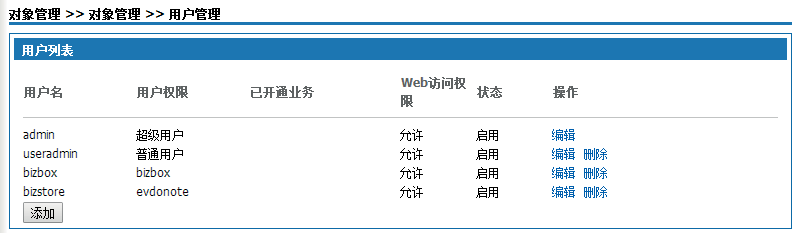 对象管理 >> 对象管理 >> 用户管理
用户列表
用户名 用户权限 已开通业务 Web访问权限 状态 操作
admin 超级用户 允许 启用 编辑
useradmin 普通用户 允许 启用 编辑 删除
bizbox bizbox 允许 启用 编辑 删除
bizstore evdonote 允许 启用 编辑 删除
添加